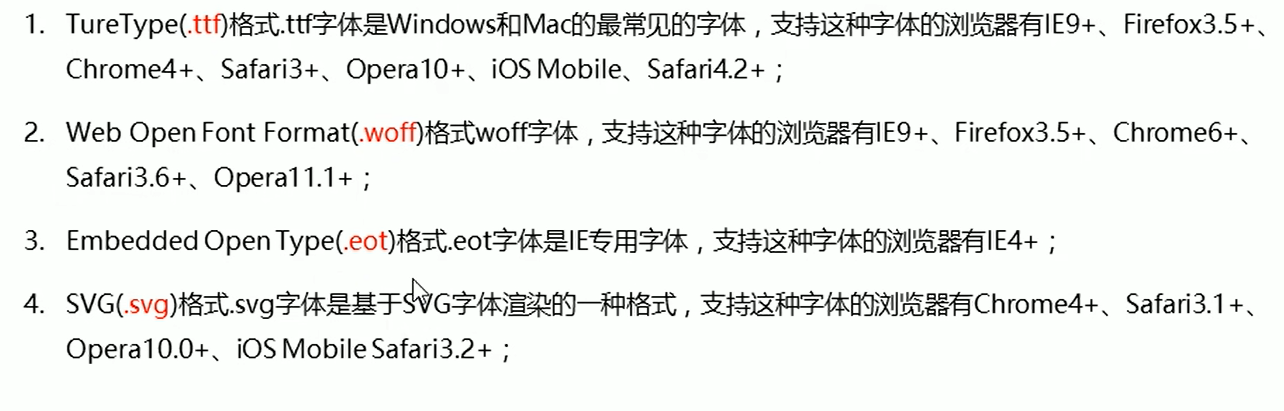 1. TureType(.ttf)格式.ttf字体是Windows和Mac的最常见的字体，支持这种字体的浏览器有IE9+、Firefox3.5+、
Chrome4+、Safari3+、Opera10+、iOS Mobile、Safari4.2+；
2. Web Open Font Format(.woff)格式woff字体，支持这种字体的浏览器有IE9+、Firefox3.5+、Chrome6+、
Safari3.6+、Opera11.1+；
3. Embedded Open Type(.eot)格式.eot字体是IE专用字体，支持这种字体的浏览器有IE4+；
4. SVG(.svg)格式.svg字体是基于SVG字体渲染的一种格式，支持这种字体的浏览器有Chrome4+、Safari3.1+、
Opera10.0+、iOS Mobile Safari3.2+；